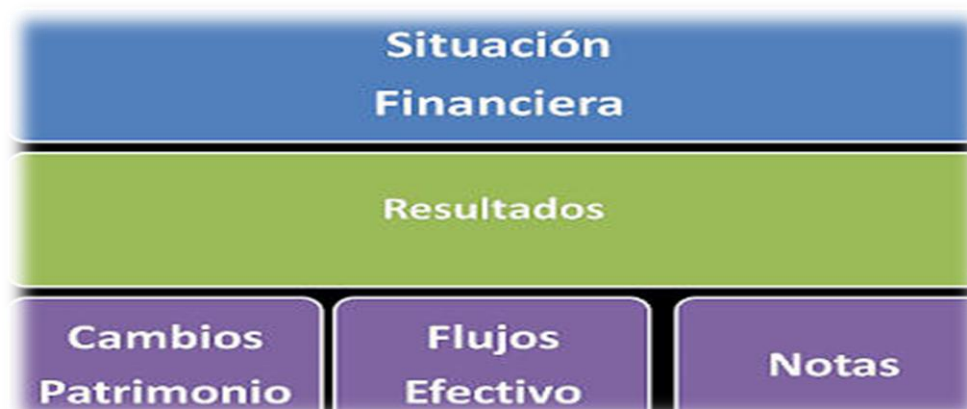 Situación
Financiera
Resultados
Cambios
Patrimonio
Flujos
Efectivo
Notas